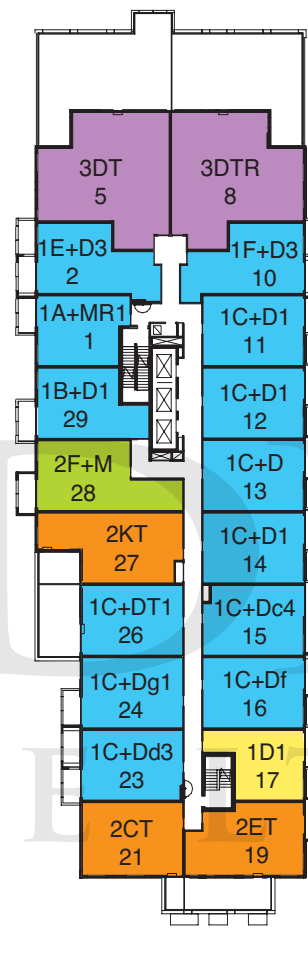 3DT
5
3DTR
8
1E+D3
2
1F+D3
10
1A+MR1
1
1C+D1
11
1B+D1
29
1C+D1
12
2F+M
28
1C+D
13
2KT
27
1C+D1
14
1C+DT1
26
1C+Dc4
15
1C+Dg1
24
1C+Df
16
1C+Dd3
23
1D1
17
2CT
21
2ET
19